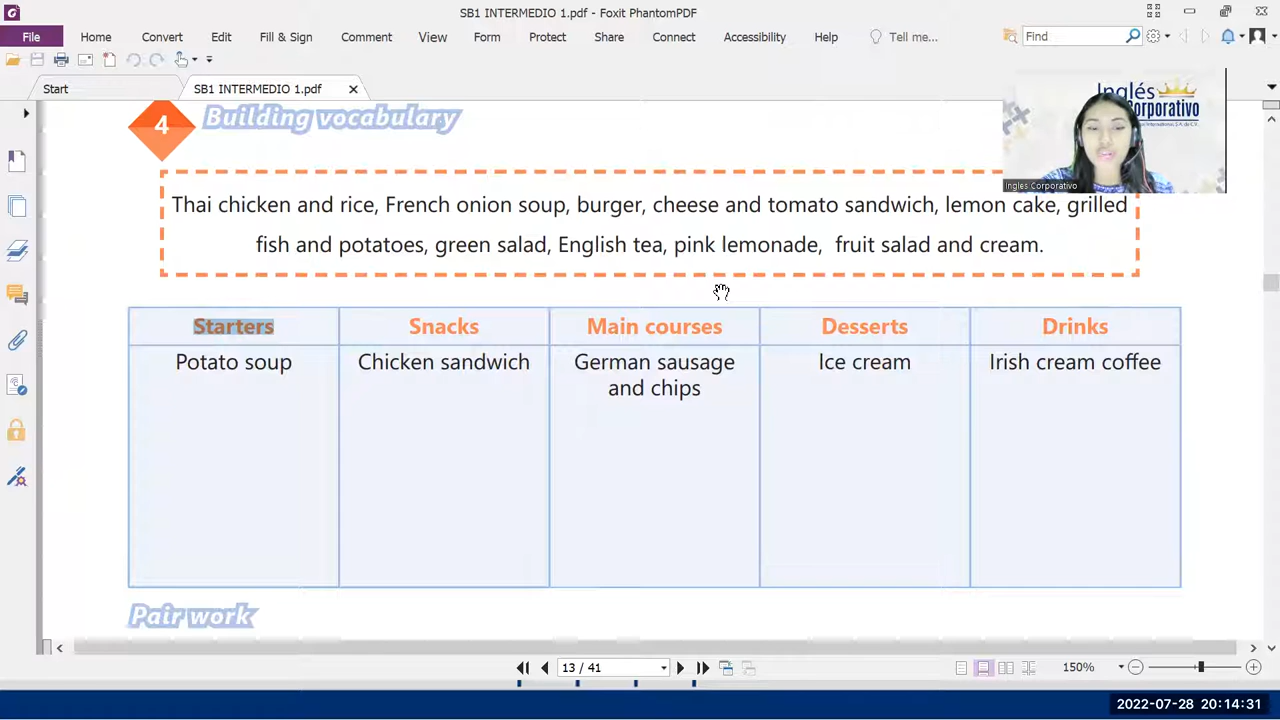 SB1 INTERMEDIO 1.pdf - Foxit PhantomPDF
File Home Convert Edit Fill & Sign Comment View Form Protect Share Connect Accessibility Help Tell me... Find
Start SB1 INTERMEDIO 1.pdf
Inglés
Corporativo
Ingles Corporativo
4 Building vocabulary
Thai chicken and rice, French onion soup, burger, cheese and tomato sandwich, lemon cake, grilled
fish and potatoes, green salad, English tea, pink lemonade, fruit salad and cream.
Starters Snacks Main courses Desserts Drinks
Potato soup Chicken sandwich German sausage Ice cream Irish cream coffee
and chips
Pair work
13 / 41 150%
2022-07-28 20:14:31